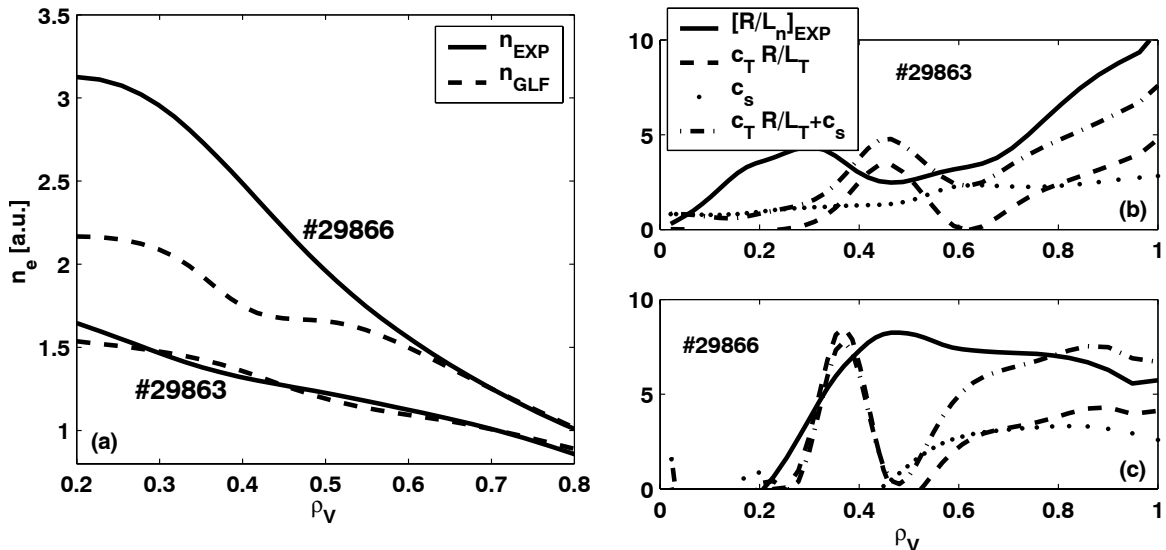 3.5
3
2.5
2
1.5
1
n_e [a.u.]
n_EXP
n_GLF
#29866
#29863
(a)
0.2 0.3 0.4 0.5 0.6 0.7 0.8
ρ_V
10
5
0
[R/L_n]_EXP
c_T R/L_T
c_s
c_T R/L_T+c_s
#29863
(b)
0 0.2 0.4 0.6 0.8 1
10
5
0
#29866
(c)
0 0.2 0.4 0.6 0.8 1
ρ_V